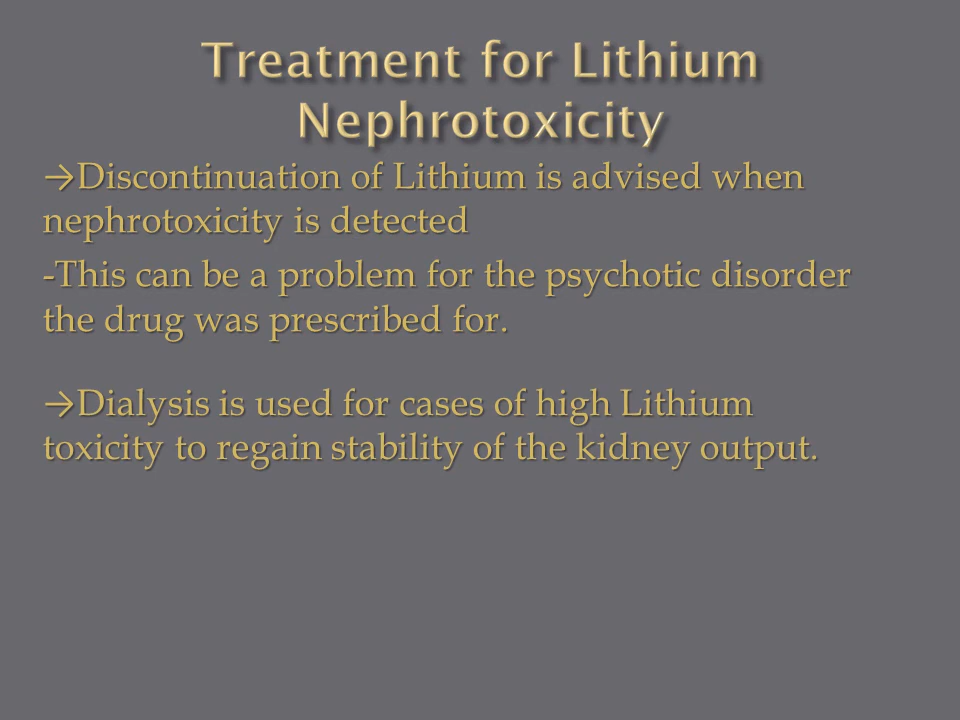 Treatment for Lithium
Nephrotoxicity
→Discontinuation of Lithium is advised when
nephrotoxicity is detected
-This can be a problem for the psychotic disorder
the drug was prescribed for.
→Dialysis is used for cases of high Lithium
toxicity to regain stability of the kidney output.